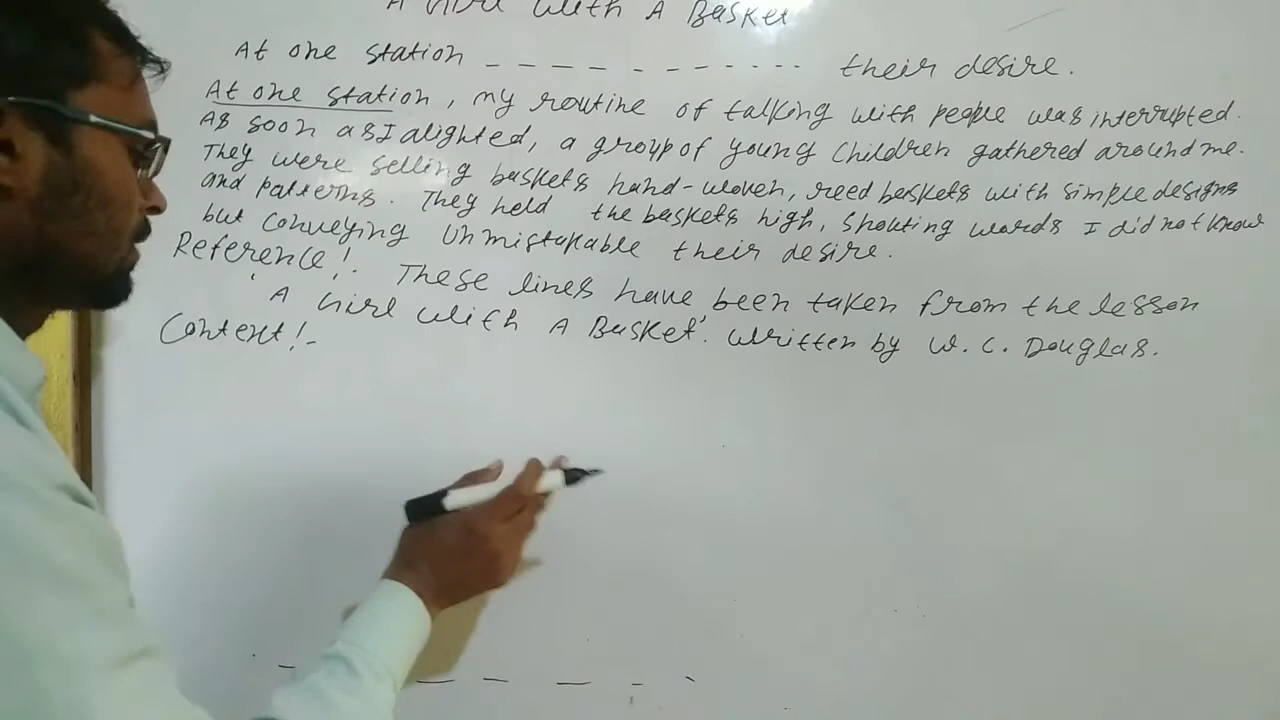 A Girl With A Basket
At one station - - - - - - - - - - - - their desire.
At one station, my routine of talking with people was interrupted.
As soon as I alighted, a group of young children gathered around me.
They were selling baskets hand-woven, reed baskets with simple designs
and patterns. They held the baskets high, shouting words I did not know
but conveying unmistakable their desire.
Reference:- These lines have been taken from the lesson
'A Girl With A Basket'. Written by W. C. Douglas.
Context:-